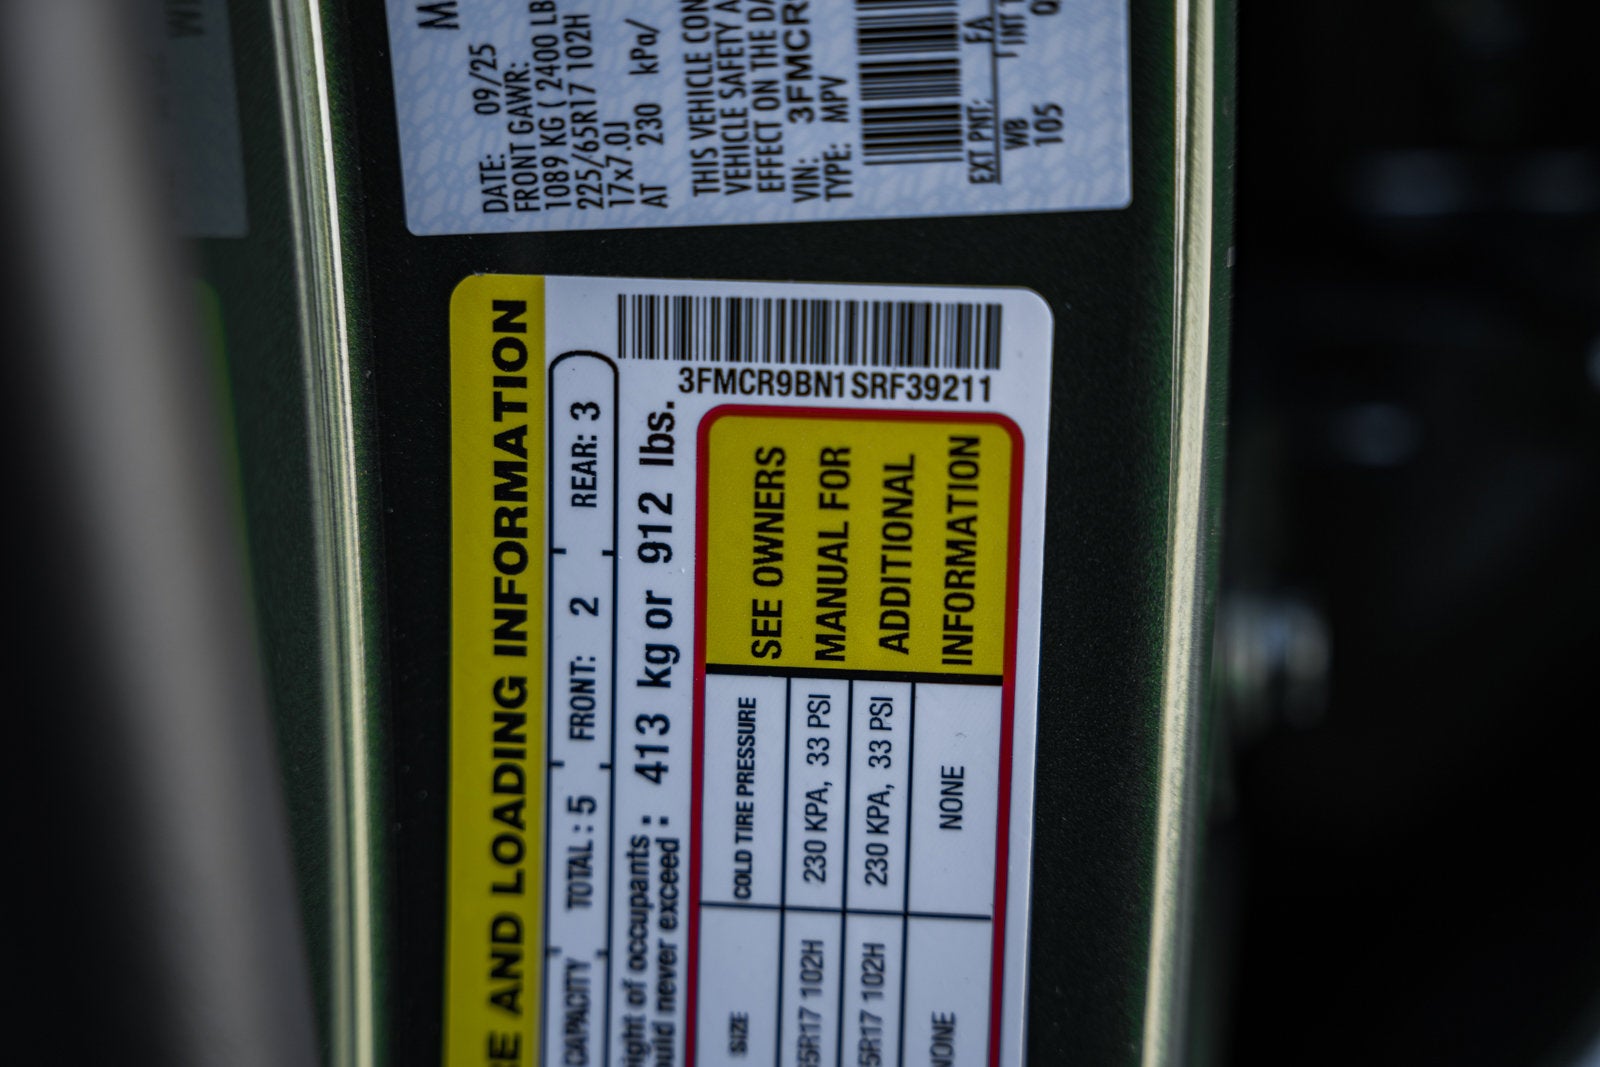 M
DATE: 09/25
FRONT GAWR:
1089 KG ( 2400 LB
225/65R17 102H
17x7.0J
AT 230 kPa/
THIS VEHICLE CON
VEHICLE SAFETY A
EFFECT ON THE DA
VIN: 3FMCR
TYPE: MPV
EXT PNT: FA
WB
105
INT T
E AND LOADING INFORMATION
CAPACITY TOTAL : 5 FRONT: 2 REAR: 3
ight of occupants
ould never exceed : 413 kg or 912 lbs.
3FMCR9BN1SRF39211
SIZE COLD TIRE PRESSURE
5R17 102H 230 KPA, 33 PSI
5R17 102H 230 KPA, 33 PSI
NONE NONE
SEE OWNERS
MANUAL FOR
ADDITIONAL
INFORMATION